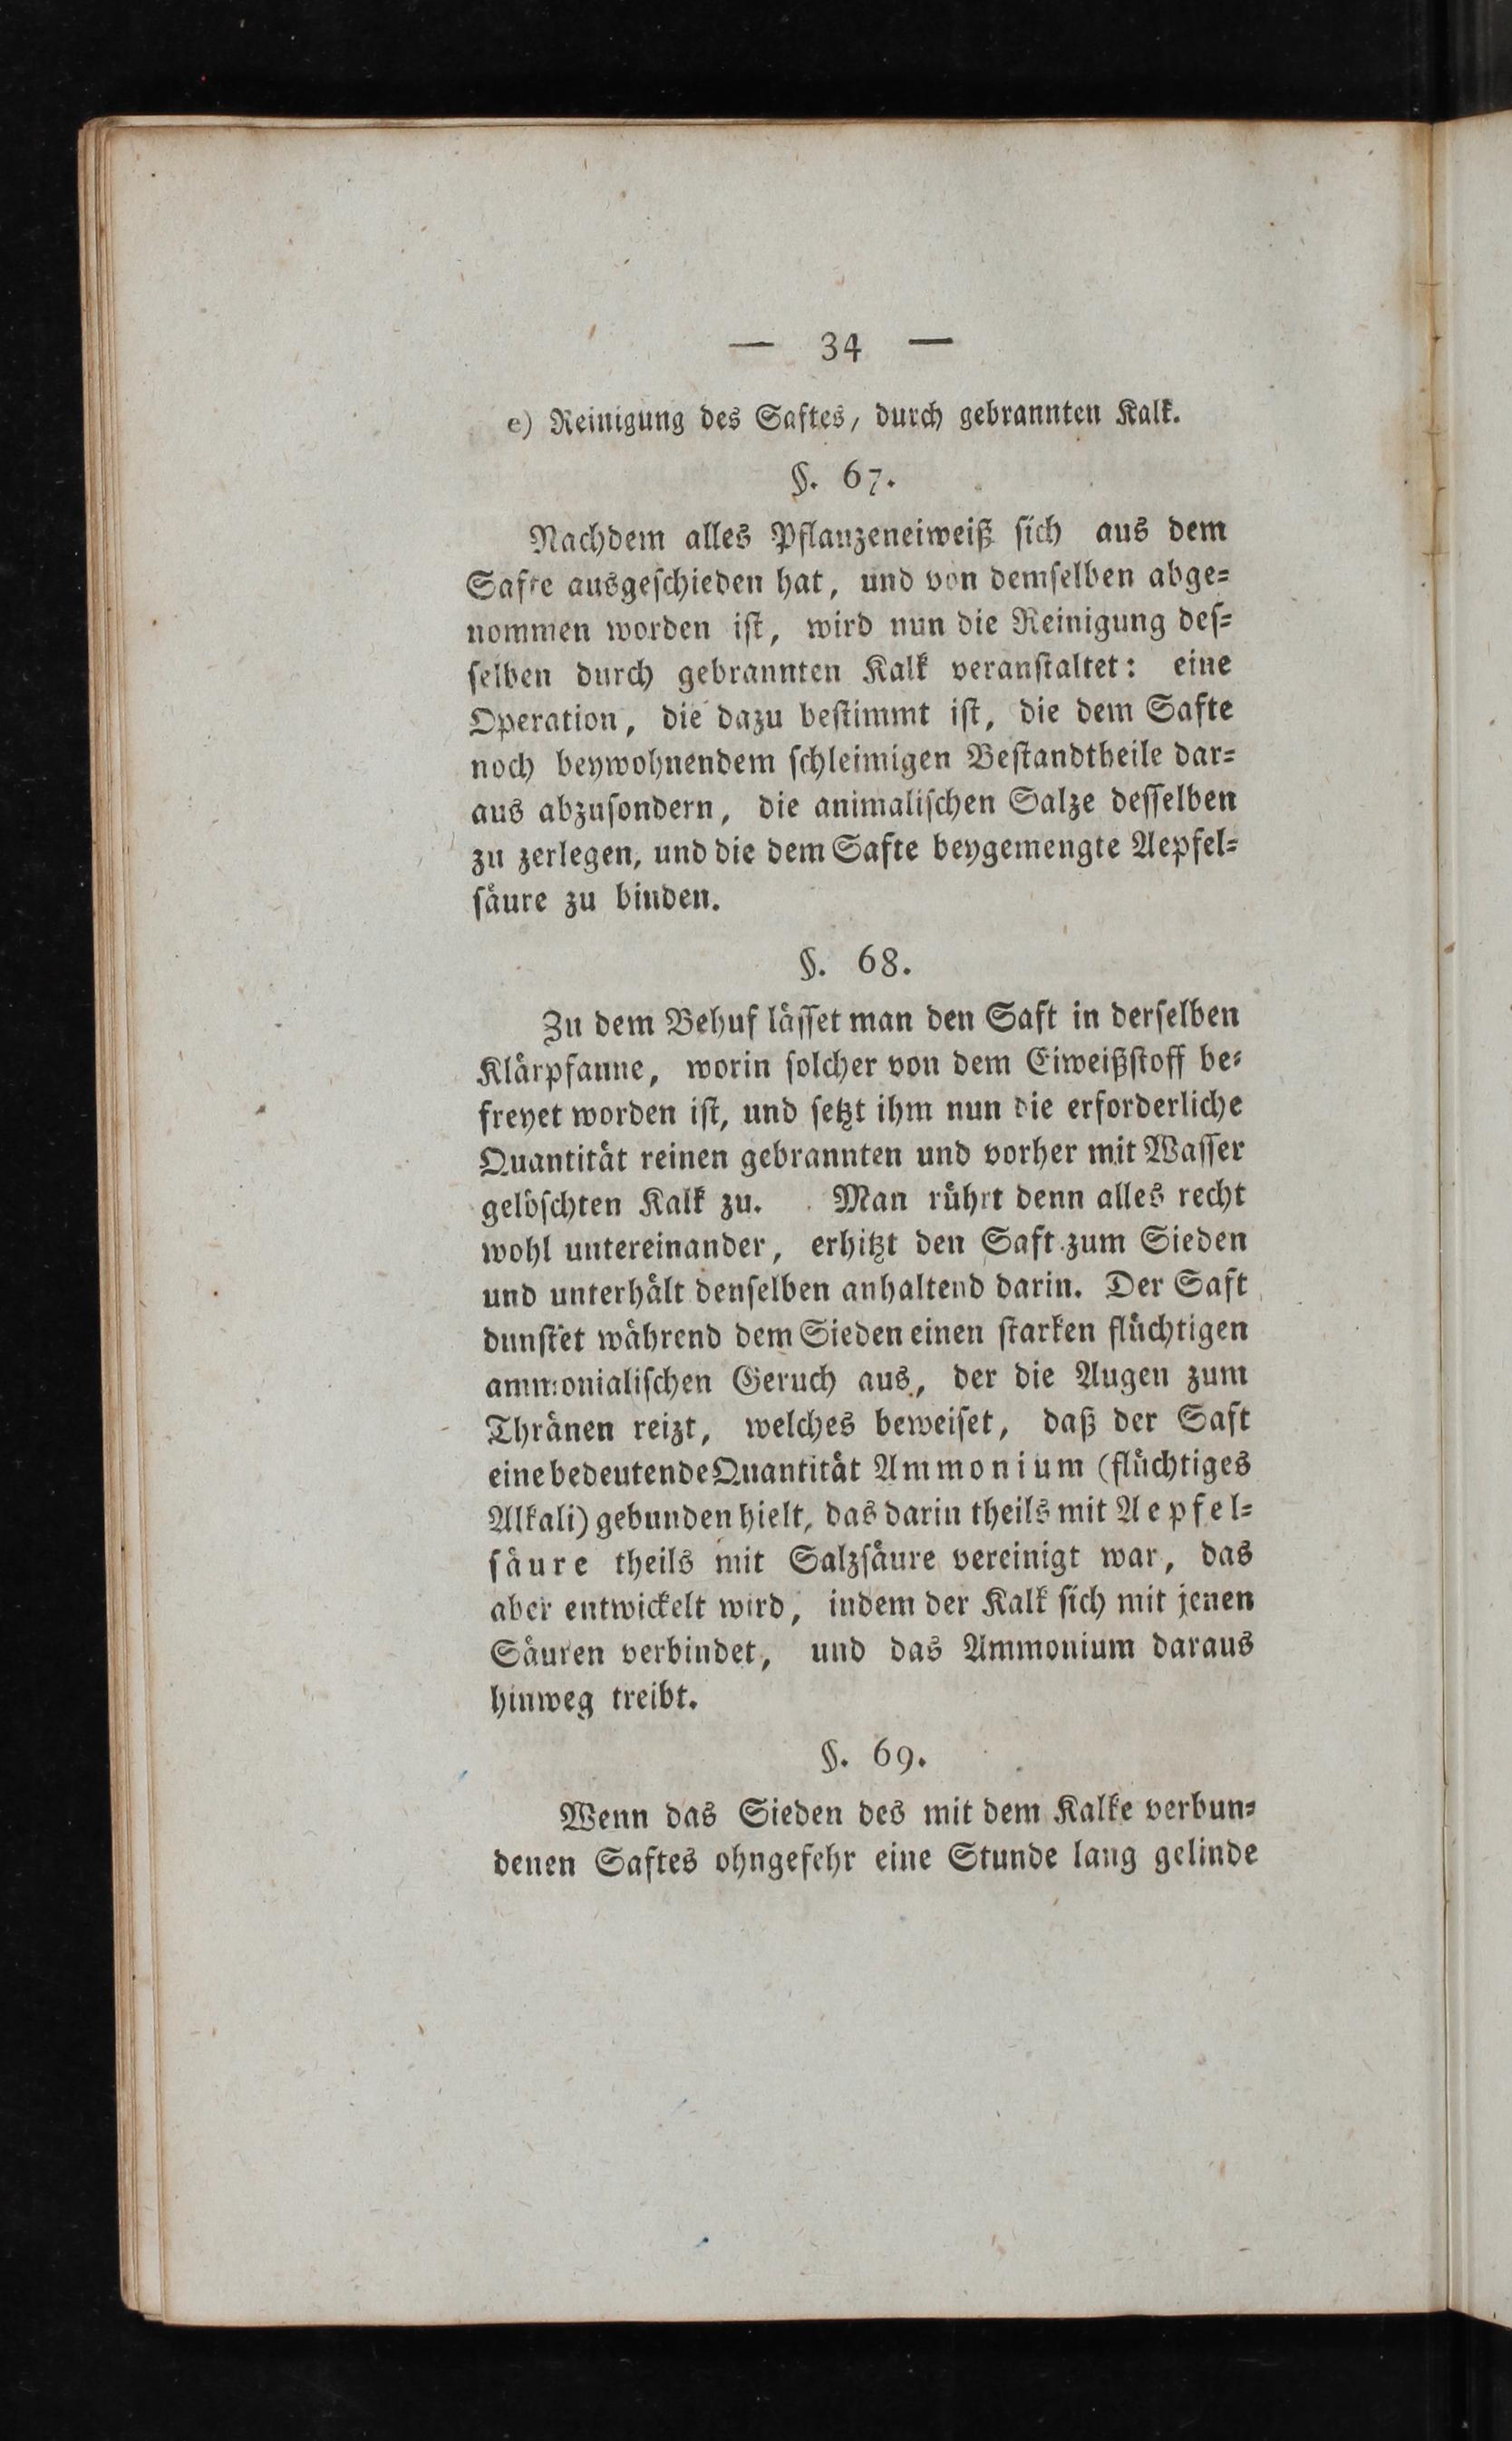 — 34 —
e) Reinigung des Saftes, durch gebrannten Kalk.
§. 67.
Nachdem alles Pflanzeneiweiß sich aus dem
Safte ausgeschieden hat, und von demselben abge⸗
nommen worden ist, wird nun die Reinigung des⸗
selben durch gebrannten Kalk veranstaltet: eine
Operation, die dazu bestimmt ist, die dem Safte
noch beywohnendem schleimigen Bestandtheile dar⸗
aus abzusondern, die animalischen Salze desselben
zu zerlegen, und die dem Safte beygemengte Aepfel⸗
säure zu binden.
§. 68.
Zu dem Behuf lässet man den Saft in derselben
Klärpfanne, worin solcher von dem Eiweißstoff be⸗
freyet worden ist, und setzt ihm nun die erforderliche
Quantität reinen gebrannten und vorher mit Wasser
gelöschten Kalk zu. Man rührt denn alles recht
wohl untereinander, erhitzt den Saft zum Sieden
und unterhält denselben anhaltend darin. Der Saft
dunstet während dem Sieden einen starken flüchtigen
ammonialischen Geruch aus, der die Augen zum
Thränen reizt, welches beweiset, daß der Saft
eine bedeutende Quantität Ammonium (flüchtiges
Alkali) gebunden hielt, das darin theils mit Aepfel⸗
säure theils mit Salzsäure vereinigt war, das
aber entwickelt wird, indem der Kalk sich mit jenen
Säuren verbindet, und das Ammonium daraus
hinweg treibt.
§. 69.
Wenn das Sieden des mit dem Kalke verbun⸗
denen Saftes ohngefehr eine Stunde lang gelinde